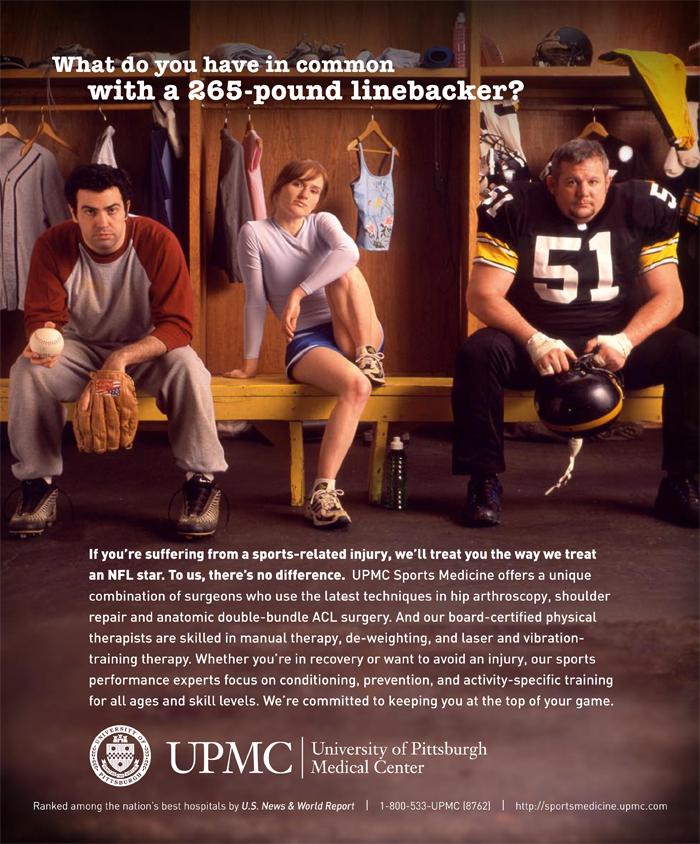 What do you have in common
with a 265-pound linebacker?
51
51
51
If you're suffering from a sports-related injury, we'll treat you the way we treat
an NFL star. To us, there's no difference. UPMC Sports Medicine offers a unique
combination of surgeons who use the latest techniques in hip arthroscopy, shoulder
repair and anatomic double-bundle ACL surgery. And our board-certified physical
therapists are skilled in manual therapy, de-weighting, and laser and vibration-
training therapy. Whether you're in recovery or want to avoid an injury, our sports
performance experts focus on conditioning, prevention, and activity-specific training
for all ages and skill levels. We're committed to keeping you at the top of your game.
UNIVERSITY OF PITTSBURGH
UPMC
University of Pittsburgh
Medical Center
Ranked among the nation's best hospitals by U.S. News & World Report | 1-800-533-UPMC (8762) | http://sportsmedicine.upmc.com